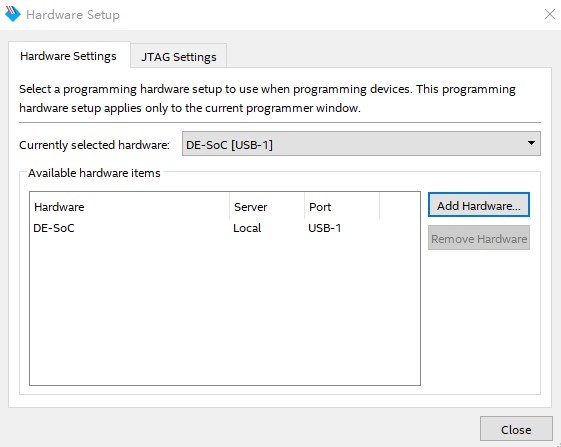 Hardware Setup
Hardware Settings
JTAG Settings
Select a programming hardware setup to use when programming devices. This programming
hardware setup applies only to the current programmer window.
Currently selected hardware:
DE-SoC [USB-1]
Available hardware items
Hardware Server Port
DE-SoC Local USB-1
Add Hardware...
Remove Hardware
Close